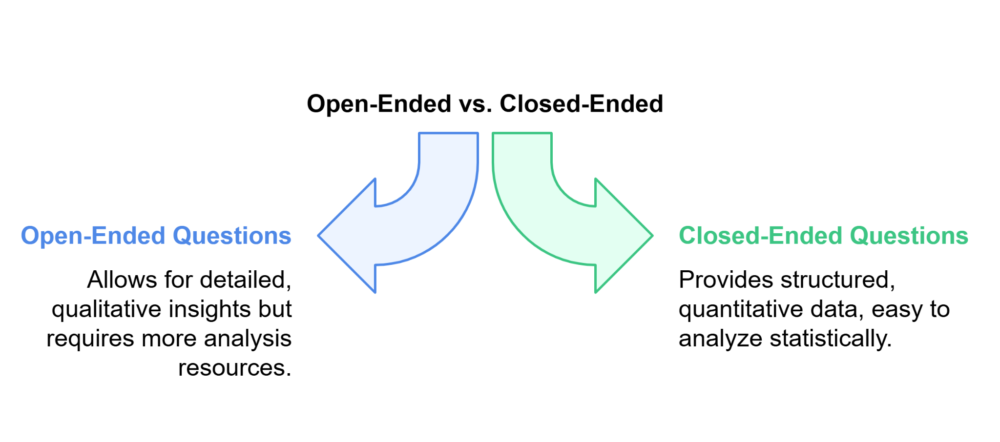 Open-Ended vs. Closed-Ended
Open-Ended Questions
Allows for detailed,
qualitative insights but
requires more analysis
resources.
Closed-Ended Questions
Provides structured,
quantitative data, easy to
analyze statistically.